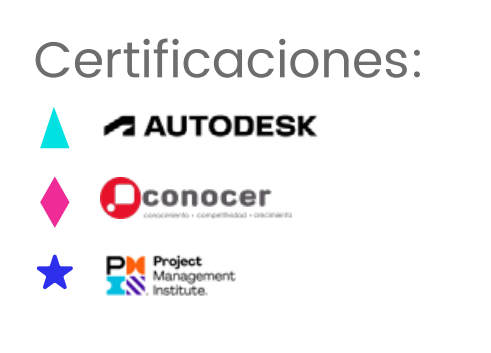 Certificaciones:
AUTODESK
conocer
conocimiento • competitividad • crecimiento
Project
Management
Institute.